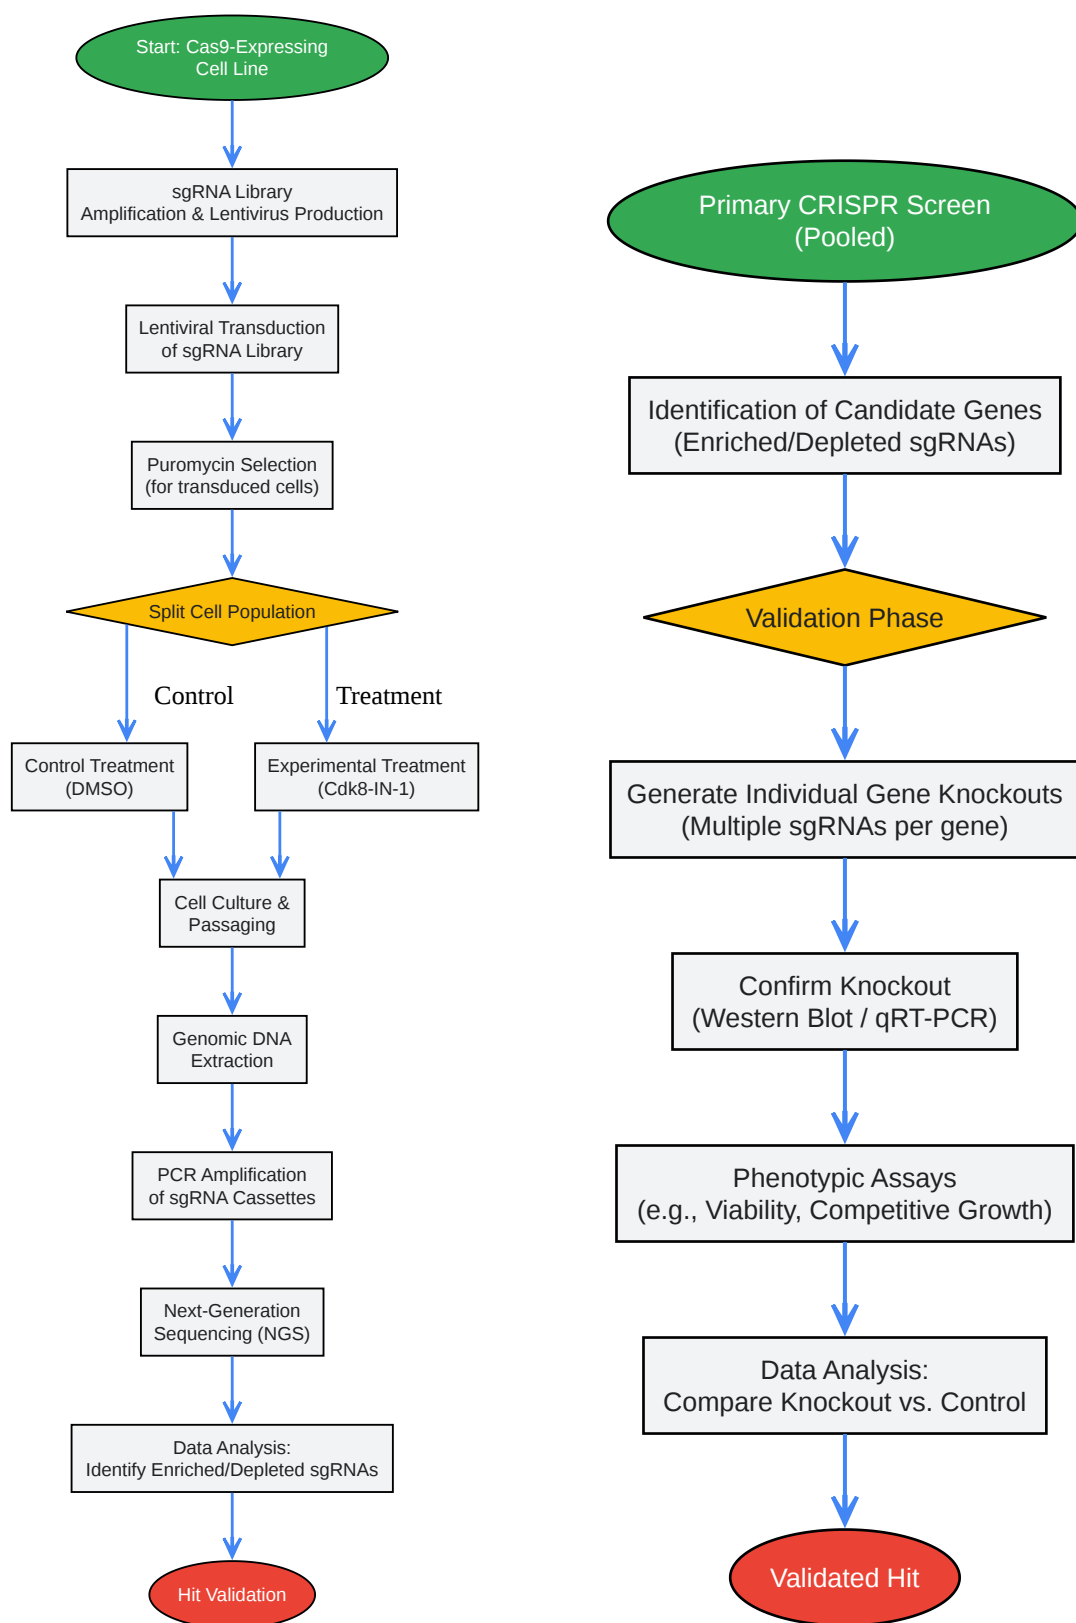 Start: Cas9-Expressing
Cell Line
sgRNA Library
Amplification & Lentivirus Production
Lentiviral Transduction
of sgRNA Library
Puromycin Selection
(for transduced cells)
Split Cell Population
Control
Treatment
Control Treatment
(DMSO)
Experimental Treatment
(Cdk8-IN-1)
Cell Culture &
Passaging
Genomic DNA
Extraction
PCR Amplification
of sgRNA Cassettes
Next-Generation
Sequencing (NGS)
Data Analysis:
Identify Enriched/Depleted sgRNAs
Hit Validation
Primary CRISPR Screen
(Pooled)
Identification of Candidate Genes
(Enriched/Depleted sgRNAs)
Validation Phase
Generate Individual Gene Knockouts
(Multiple sgRNAs per gene)
Confirm Knockout
(Western Blot / qRT-PCR)
Phenotypic Assays
(e.g., Viability, Competitive Growth)
Data Analysis:
Compare Knockout vs. Control
Validated Hit